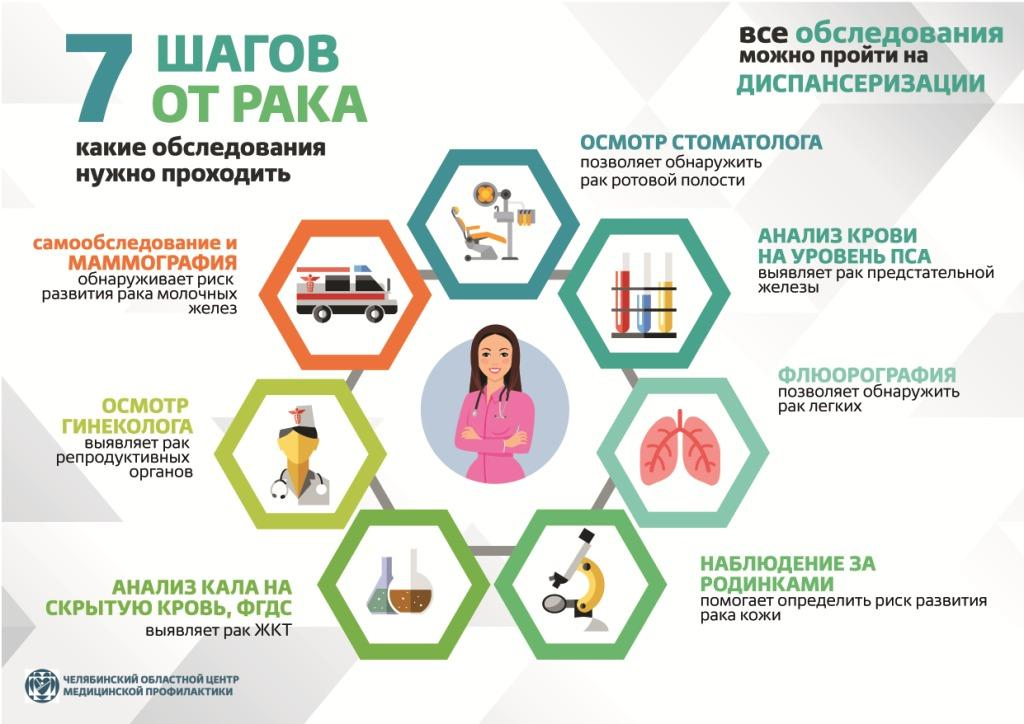 7 ШАГОВ
ОТ РАКА
какие обследования
нужно проходить
все обследования
можно пройти на
ДИСПАНСЕРИЗАЦИИ
ОСМОТР СТОМАТОЛОГА
позволяет обнаружить
рак ротовой полости
АНАЛИЗ КРОВИ
НА УРОВЕНЬ ПСА
выявляет рак предстательной
железы
ФЛЮОРОГРАФИЯ
позволяет обнаружить
рак легких
НАБЛЮДЕНИЕ ЗА
РОДИНКАМИ
помогает определить риск развития
рака кожи
АНАЛИЗ КАЛА НА
СКРЫТУЮ КРОВЬ, ФГДС
выявляет рак ЖКТ
ОСМОТР
ГИНЕКОЛОГА
выявляет рак
репродуктивных
органов
самообследование и
МАММОГРАФИЯ
обнаруживает риск
развития рака молочных
желез
ЧЕЛЯБИНСКИЙ ОБЛАСТНОЙ ЦЕНТР
МЕДИЦИНСКОЙ ПРОФИЛАКТИКИ